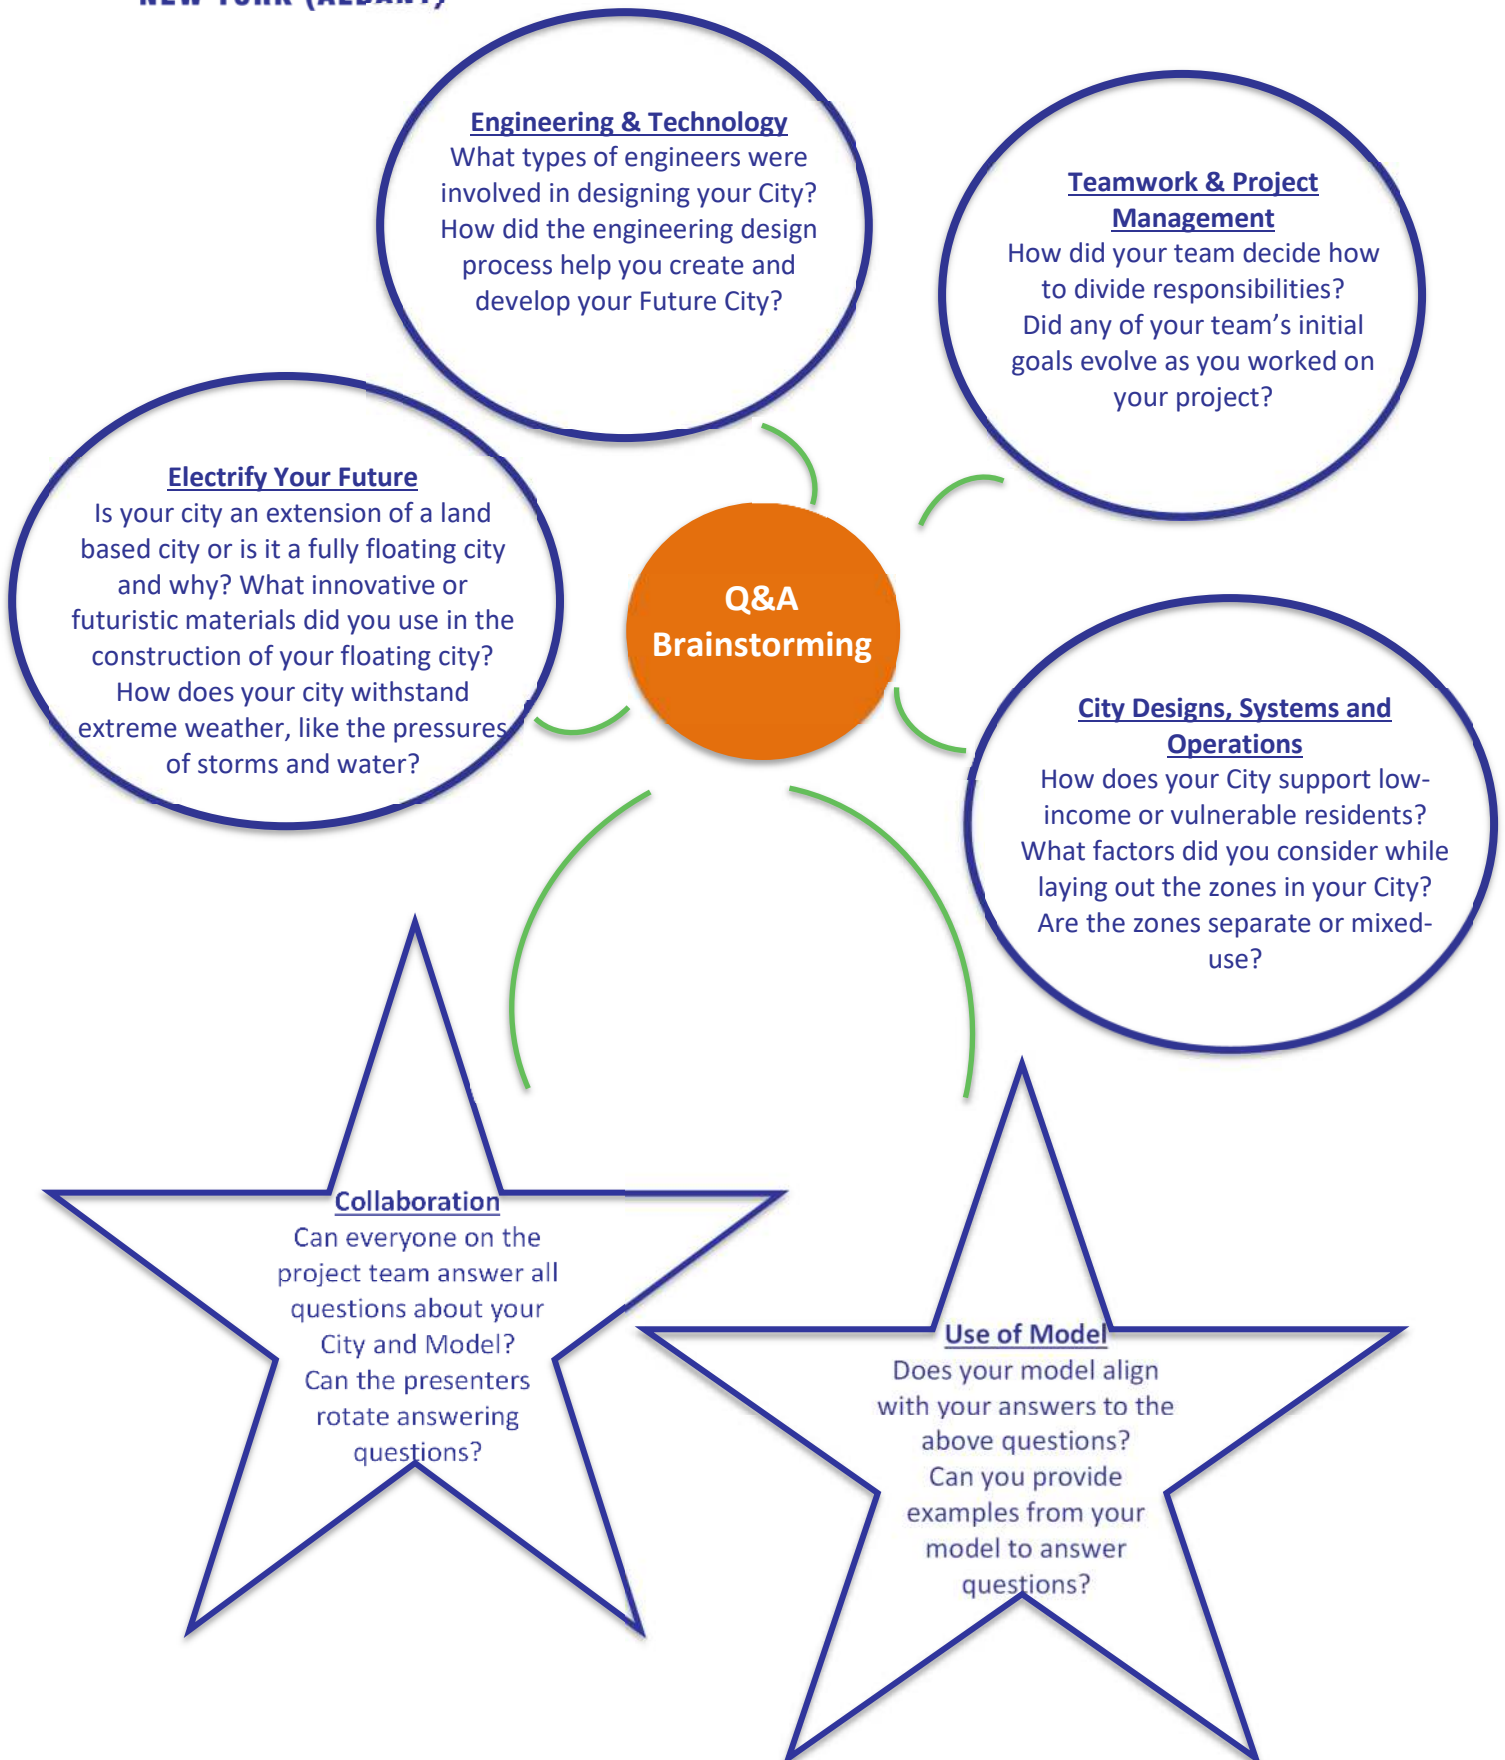 NEW YORK (ALBANY)
Engineering & Technology
What types of engineers were
involved in designing your City?
How did the engineering design
process help you create and
develop your Future City?
Teamwork & Project
Management
How did your team decide how
to divide responsibilities?
Did any of your team’s initial
goals evolve as you worked on
your project?
Electrify Your Future
Is your city an extension of a land
based city or is it a fully floating city
and why? What innovative or
futuristic materials did you use in the
construction of your floating city?
How does your city withstand
extreme weather, like the pressures
of storms and water?
Q&A
Brainstorming
City Designs, Systems and
Operations
How does your City support low-
income or vulnerable residents?
What factors did you consider while
laying out the zones in your City?
Are the zones separate or mixed-
use?
Collaboration
Can everyone on the
project team answer all
questions about your
City and Model?
Can the presenters
rotate answering
questions?
Use of Model
Does your model align
with your answers to the
above questions?
Can you provide
examples from your
model to answer
questions?